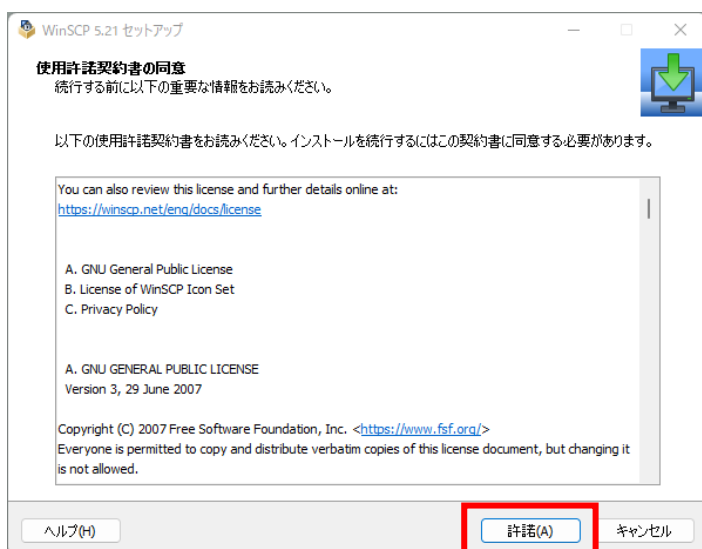 WinSCP 5.21 セットアップ
使用許諾契約書の同意
続行する前に以下の重要な情報をお読みください。
以下の使用許諾契約書をお読みください。インストールを続行するにはこの契約書に同意する必要があります。
You can also review this license and further details online at:
https://winscp.net/eng/docs/license
A. GNU General Public License
B. License of WinSCP Icon Set
C. Privacy Policy
A. GNU GENERAL PUBLIC LICENSE
Version 3, 29 June 2007
Copyright (C) 2007 Free Software Foundation, Inc. <https://www.fsf.org/>
Everyone is permitted to copy and distribute verbatim copies of this license document, but changing it
is not allowed.
ヘルプ(H) 許諾(A) キャンセル